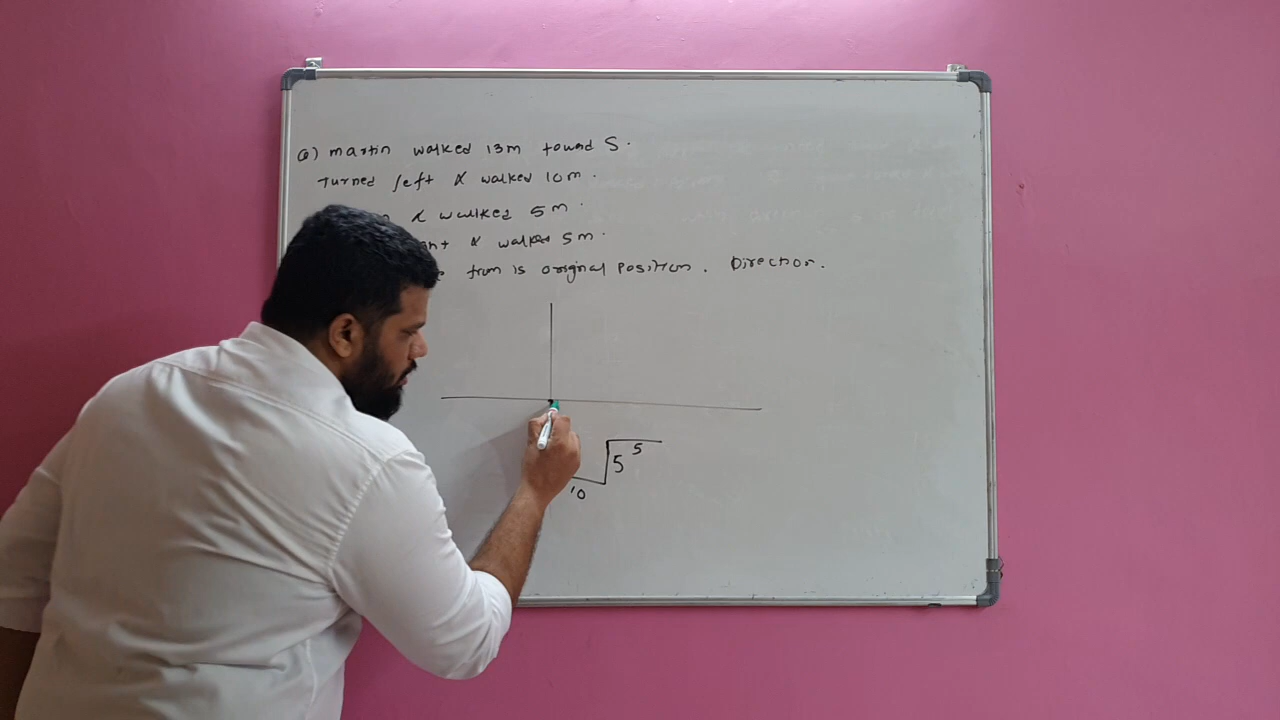 Q) Martin walked 13m toward S.
Turned left & walked 10m.
& walked 5m.
& walked 5m.
from is original position. Direction.
5
5
10